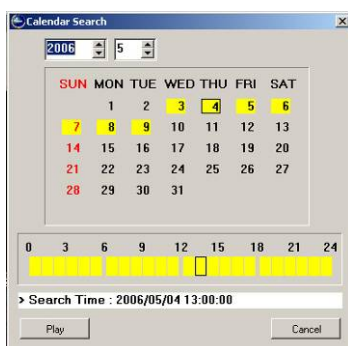 Calendar Search
2006 5
SUN MON TUE WED THU FRI SAT
1 2 3 4 5 6
7 8 9 10 11 12 13
14 15 16 17 18 19 20
21 22 23 24 25 26 27
28 29 30 31
0 3 6 9 12 15 18 21 24
> Search Time : 2006/05/04 13:00:00
Play Cancel